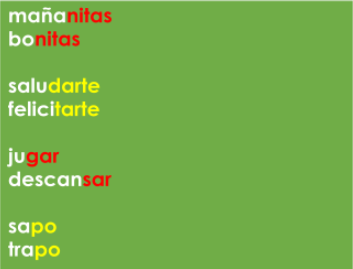 mañanitas
bonitas
saludarte
felicitarte
jugar
descansar
sapo
trapo